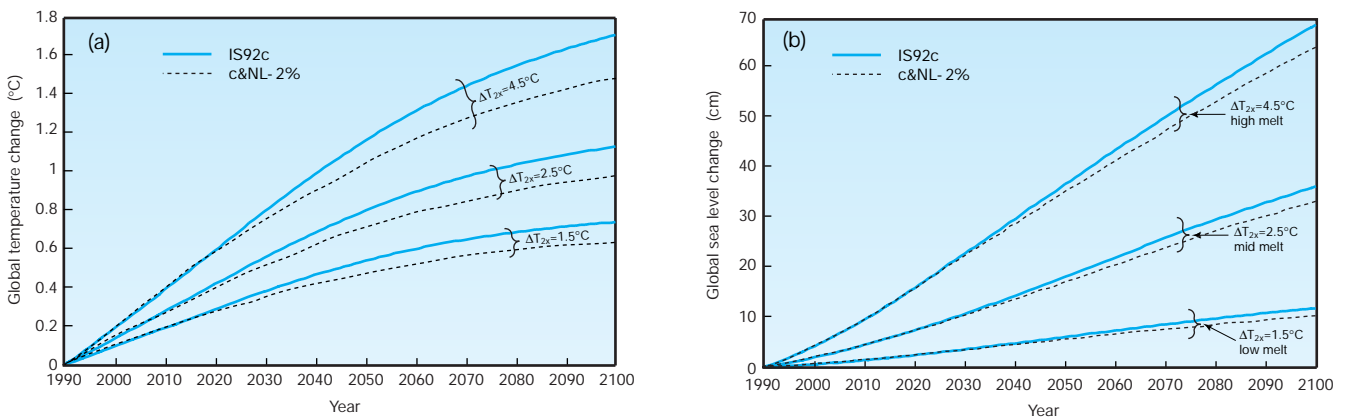 (a)
IS92c
c&NL- 2%
Global temperature change (°C)
1.8
1.6
1.4
1.2
1
0.8
0.6
0.4
0.2
0
ΔT2x=4.5°C
ΔT2x=2.5°C
ΔT2x=1.5°C
1990 2000 2010 2020 2030 2040 2050 2060 2070 2080 2090 2100
Year
(b)
IS92c
c&NL- 2%
Global sea level change (cm)
70
60
50
40
30
20
10
0
ΔT2x=4.5°C
high melt
ΔT2x=2.5°C
mid melt
ΔT2x=1.5°C
low melt
1990 2000 2010 2020 2030 2040 2050 2060 2070 2080 2090 2100
Year